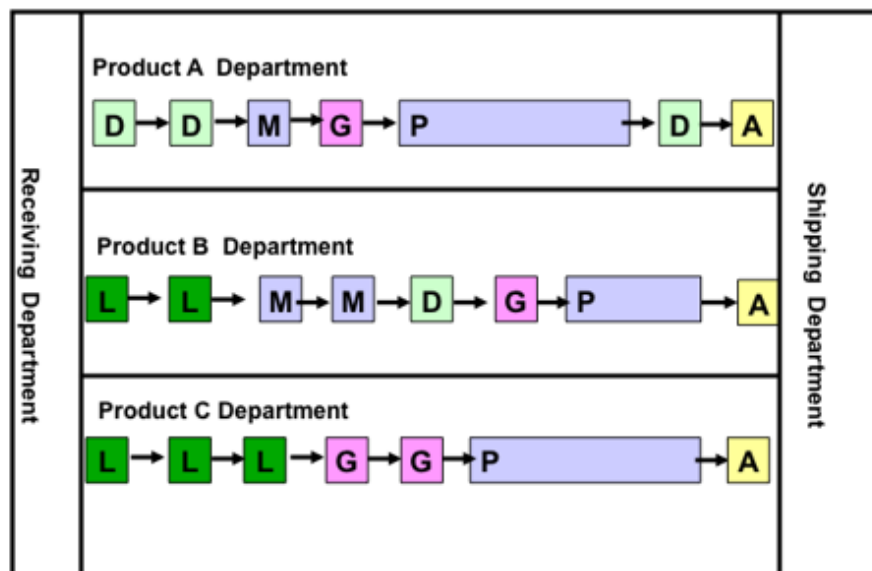 Receiving Department
Product A Department
D D M G P D A
Product B Department
L L M M D G P A
Product C Department
L L L G G P A
Shipping Department